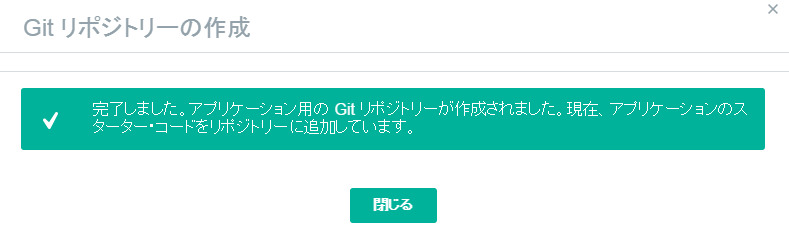 Git リポジトリーの作成
完了しました。アプリケーション用の Git リポジトリーが作成されました。現在、アプリケーションのス
ターター・コードをリポジトリーに追加しています。
閉じる